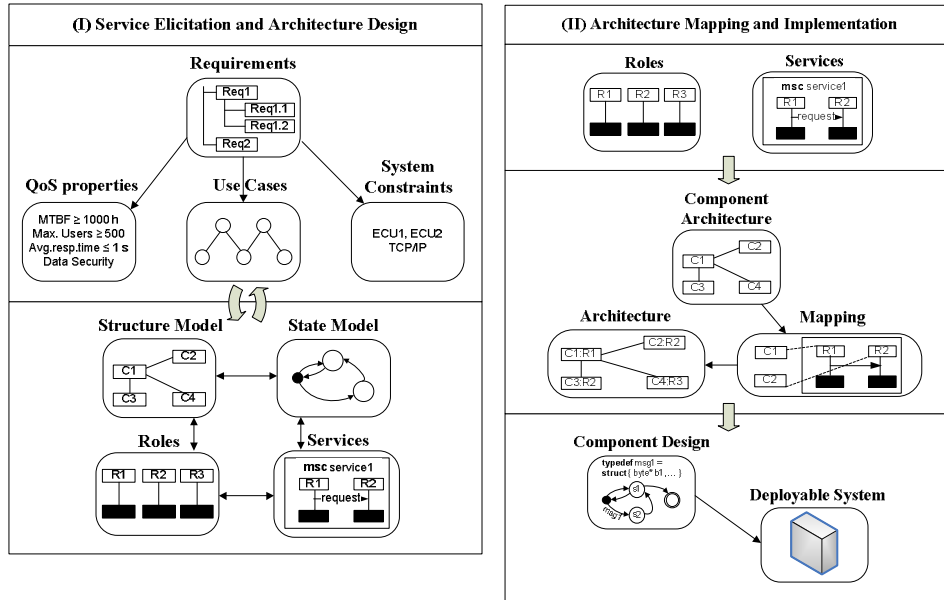 (I) Service Elicitation and Architecture Design
Requirements
Req1
Req1.1
Req1.2
Req2
QoS properties
MTBF ≥ 1000 h
Max. Users ≥ 500
Avg.resp.time ≤ 1 s
Data Security
Use Cases
System
Constraints
ECU1, ECU2
TCP/IP
Structure Model
C2
C1
C3
C4
State Model
Roles
R1
R2
R3
Services
msc service1
R1
R2
request
(II) Architecture Mapping and Implementation
Roles
R1
R2
R3
Services
msc service1
R1
R2
request
Component
Architecture
C2
C1
C3
C4
Architecture
C2:R2
C1:R1
C3:R2
C4:R3
Mapping
C1
R1
R2
C2
Component Design
typedef msg1 =
struct { byte* b1,... }
s1
msg1
s2
Deployable System